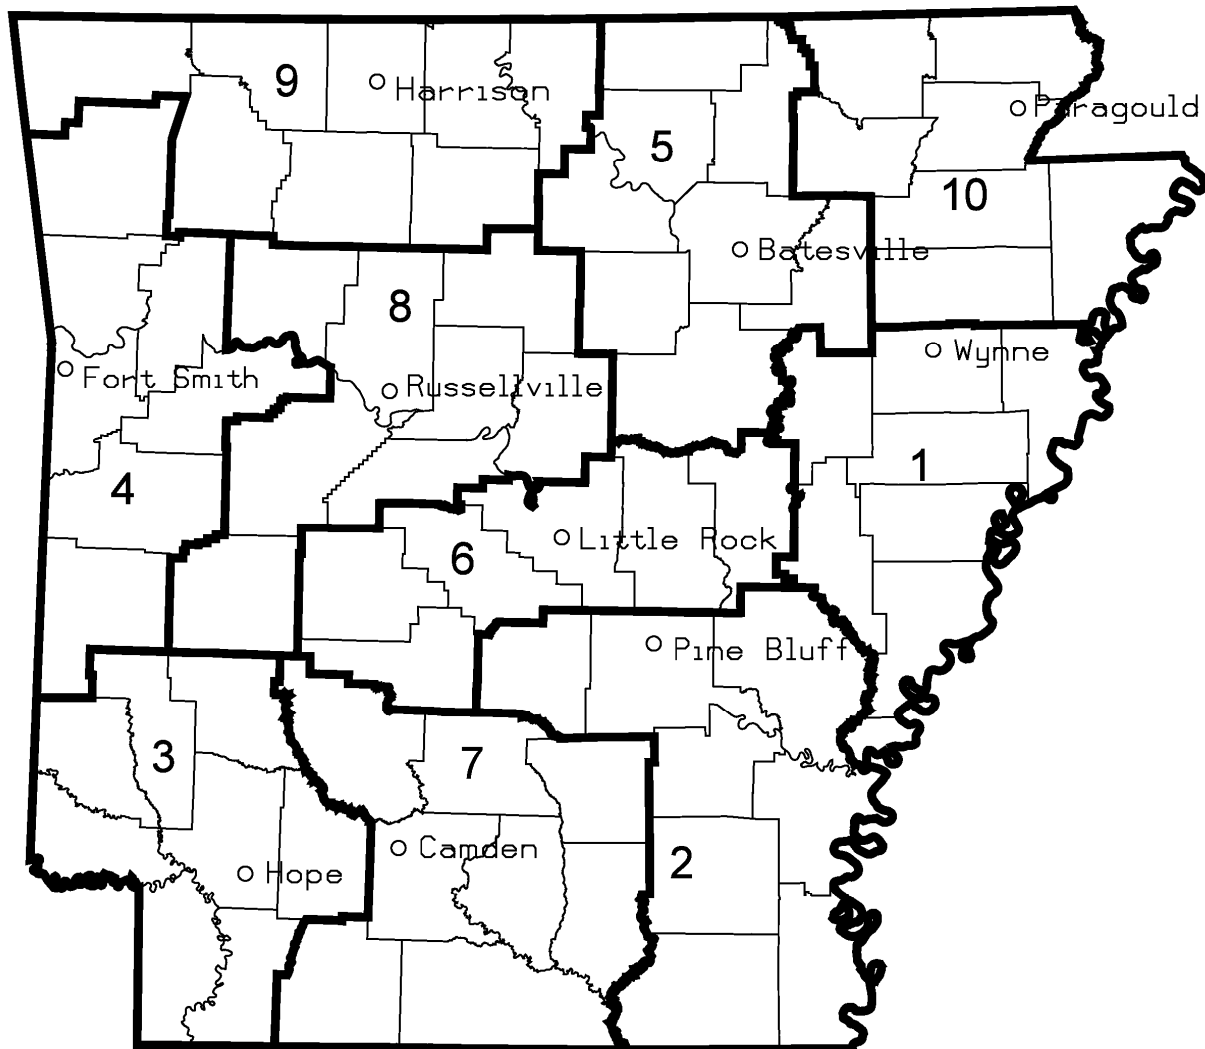 9
Harrison
Paragould
5
10
Batesville
8
Wynne
Fort Smith
Russellville
1
4
Little Rock
6
Pine Bluff
3
7
Camden
2
Hope